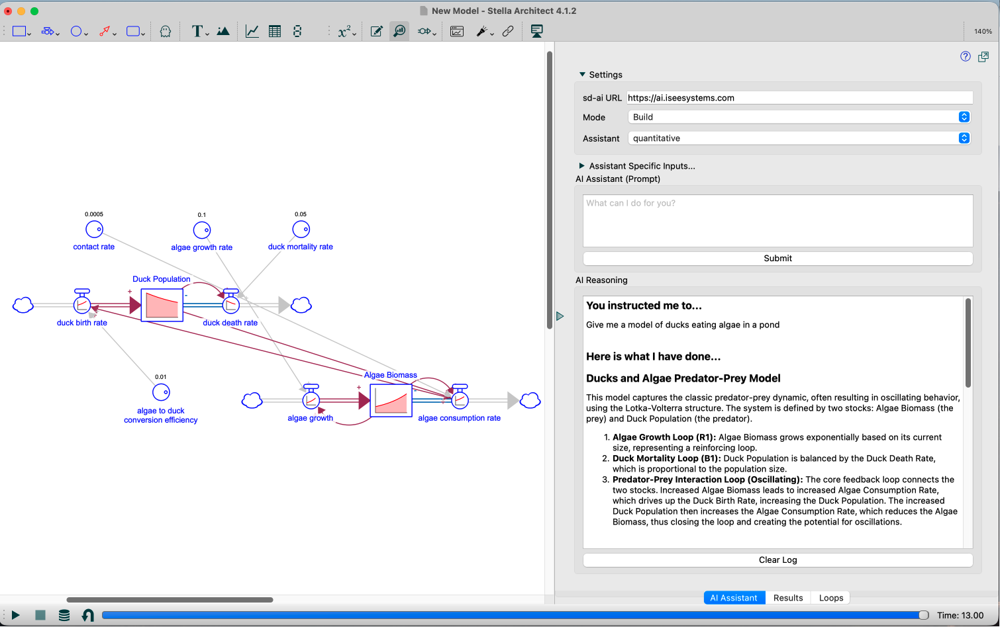 New Model - Stella Architect 4.1.2
T
x²
140%
?
Settings
sd-ai URL https://ai.iseesystems.com
Mode Build
Assistant quantitative
Assistant Specific Inputs...
AI Assistant (Prompt)
What can I do for you?
Submit
AI Reasoning
You instructed me to...
Give me a model of ducks eating algae in a pond
Here is what I have done...
Ducks and Algae Predator-Prey Model
This model captures the classic predator-prey dynamic, often resulting in oscillating behavior,
using the Lotka-Volterra structure. The system is defined by two stocks: Algae Biomass (the
prey) and Duck Population (the predator).
1. Algae Growth Loop (R1): Algae Biomass grows exponentially based on its current
size, representing a reinforcing loop.
2. Duck Mortality Loop (B1): Duck Population is balanced by the Duck Death Rate,
which is proportional to the population size.
3. Predator-Prey Interaction Loop (Oscillating): The core feedback loop connects the
two stocks. Increased Algae Biomass leads to increased Algae Consumption Rate,
which drives up the Duck Birth Rate, increasing the Duck Population. The increased
Duck Population then increases the Algae Consumption Rate, which reduces the Algae
Biomass, thus closing the loop and creating the potential for oscillations.
Clear Log
AI Assistant Results Loops
0.0005
contact rate
0.1
algae growth rate
0.05
duck mortality rate
Duck Population
+
-
duck birth rate
duck death rate
0.01
algae to duck
conversion efficiency
Algae Biomass
+
-
algae growth
algae consumption rate
Time: 13.00